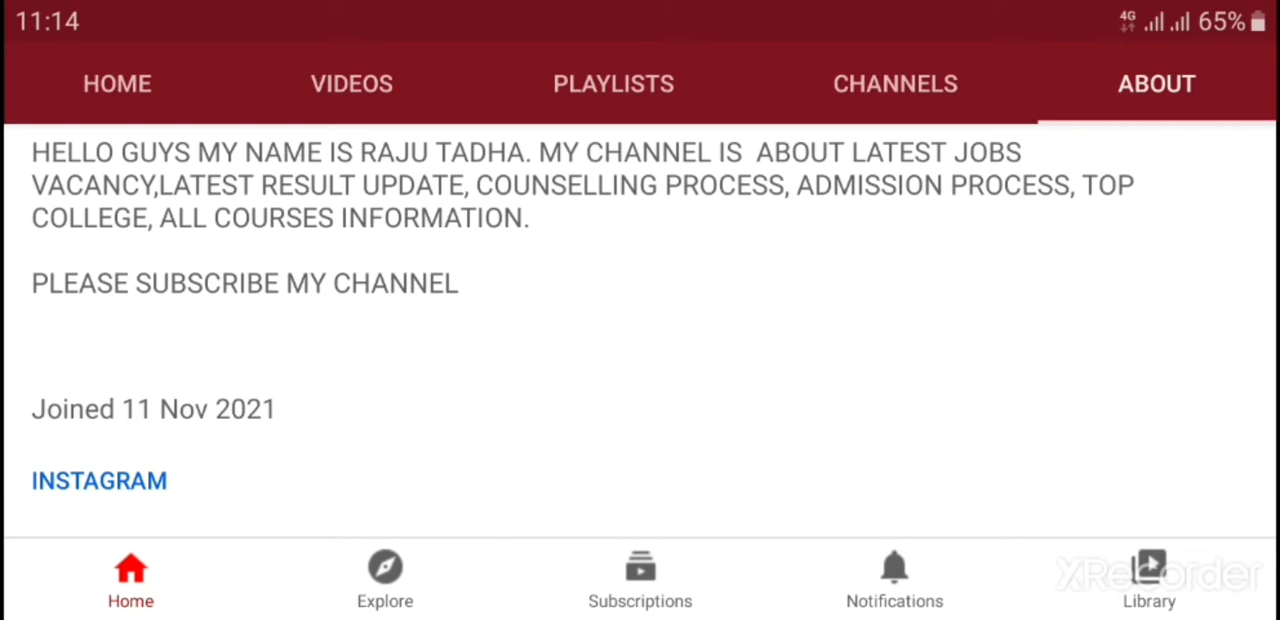 11:14 4G 65%
HOME VIDEOS PLAYLISTS CHANNELS ABOUT
HELLO GUYS MY NAME IS RAJU TADHA. MY CHANNEL IS  ABOUT LATEST JOBS
VACANCY,LATEST RESULT UPDATE, COUNSELLING PROCESS, ADMISSION PROCESS, TOP
COLLEGE, ALL COURSES INFORMATION.
PLEASE SUBSCRIBE MY CHANNEL
Joined 11 Nov 2021
INSTAGRAM
XRecorder
Home Explore Subscriptions Notifications Library